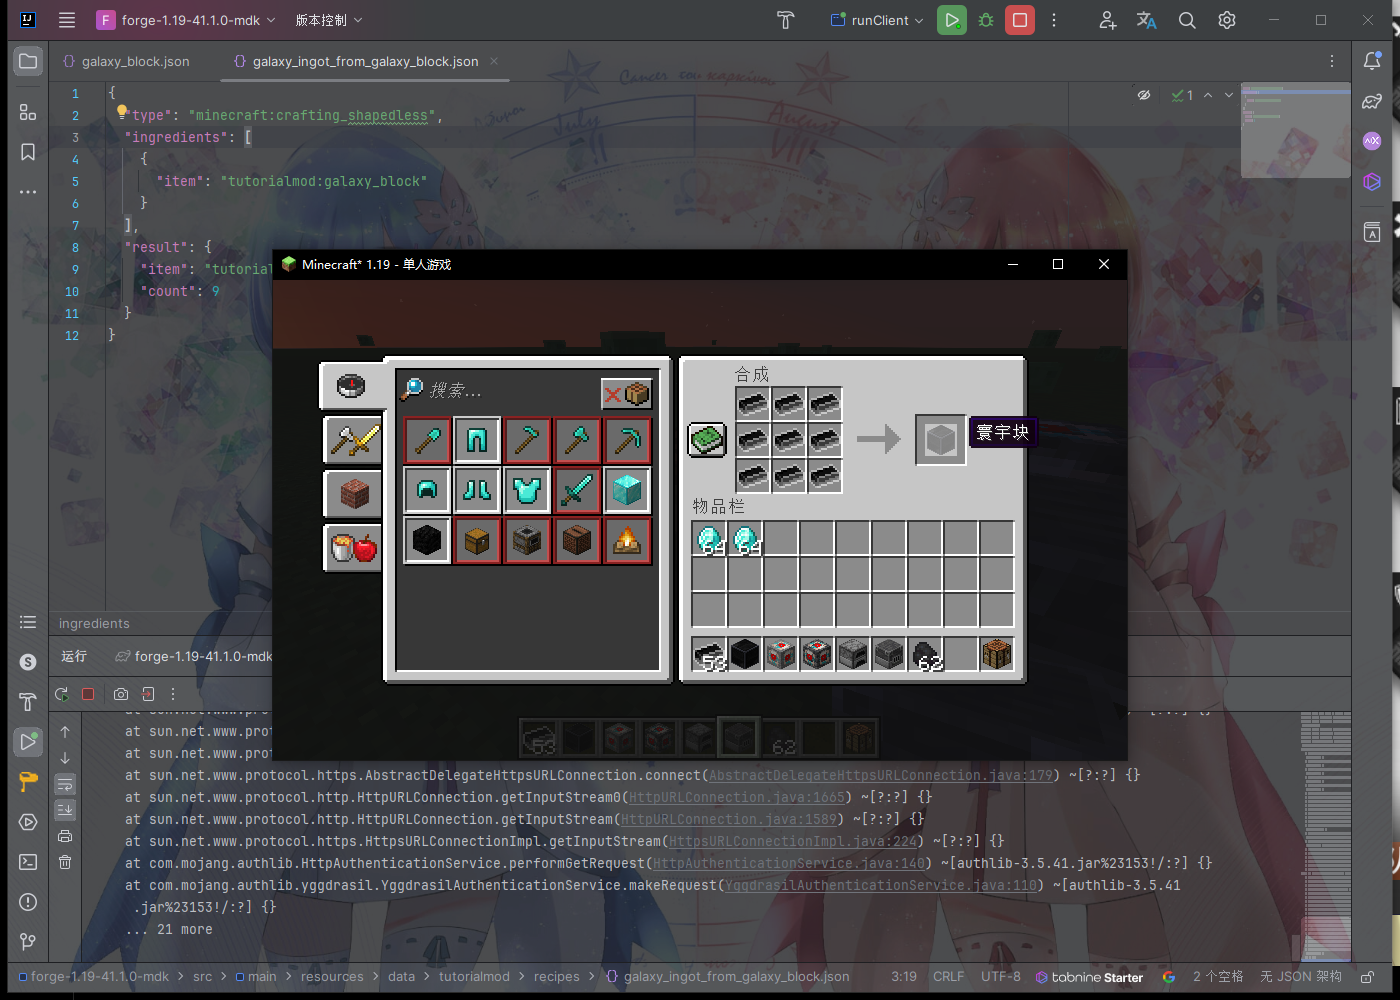 F forge-1.19-41.1.0-mdk 版本控制 runClient
galaxy_block.json galaxy_ingot_from_galaxy_block.json
Cancer
July
August
VIII
1 {
2 "type": "minecraft:crafting_shapedless",
3 "ingredients": [
4 {
5 "item": "tutorialmod:galaxy_block"
6 }
7 ],
8 "result": {
9 "item": "tutorial
10 "count": 9
11 }
12 }
1
Minecraft* 1.19 - 单人游戏
搜索...
合成
寰宇块
物品栏
64 64
53 62
53 62
ingredients
运行 forge-1.19-41.1.0-mdk
at sun.net.www.prot
at sun.net.www.prot
at sun.net.www.protocol.https.AbstractDelegateHttpsURLConnection.connect(AbstractDelegateHttpsURLConnection.java:179) ~[?:?] {}
at sun.net.www.protocol.http.HttpURLConnection.getInputStream0(HttpURLConnection.java:1665) ~[?:?] {}
at sun.net.www.protocol.http.HttpURLConnection.getInputStream(HttpURLConnection.java:1589) ~[?:?] {}
at sun.net.www.protocol.https.HttpsURLConnectionImpl.getInputStream(HttpsURLConnectionImpl.java:224) ~[?:?] {}
at com.mojang.authlib.HttpAuthenticationService.performGetRequest(HttpAuthenticationService.java:140) ~[authlib-3.5.41.jar%23153!/:?] {}
at com.mojang.authlib.yggdrasil.YggdrasilAuthenticationService.makeRequest(YggdrasilAuthenticationService.java:110) ~[authlib-3.5.41
.jar%23153!/:?] {}
... 21 more
forge-1.19-41.1.0-mdk > src > main > resources > data > tutorialmod > recipes > galaxy_ingot_from_galaxy_block.json 3:19 CRLF UTF-8 tabnine Starter 2 个空格 无 JSON 架构